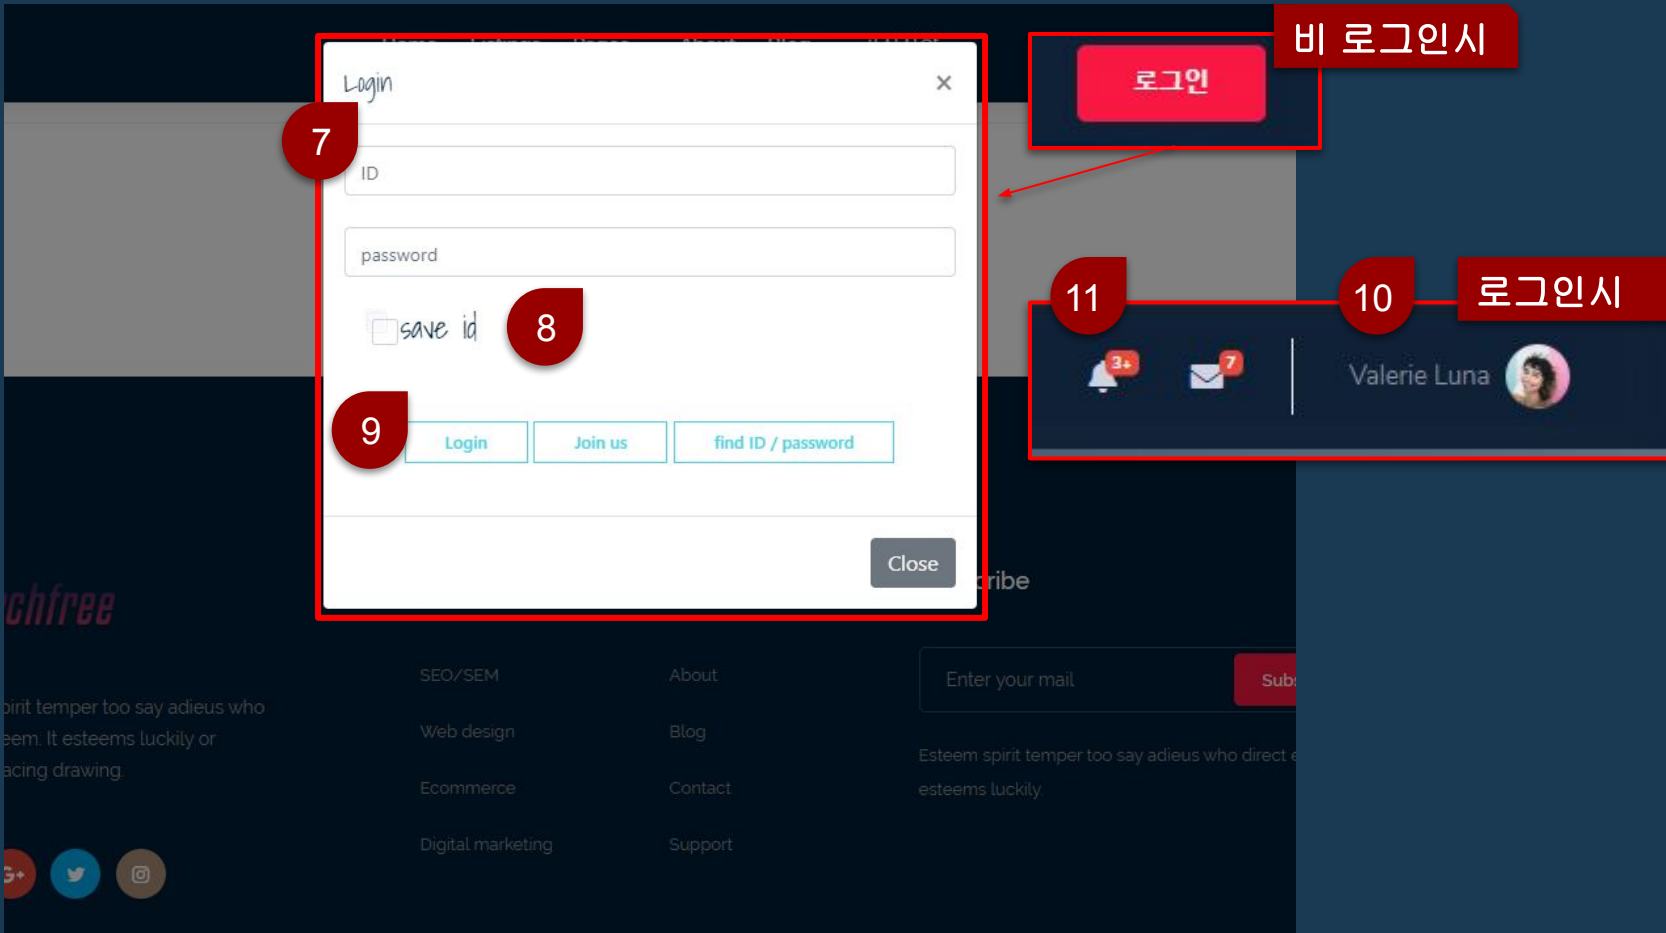 비 로그인시
로그인
Login
×
7
ID
password
save id
8
9
Login
Join us
find ID / password
Close
11
10
로그인시
3+
7
Valerie Luna
chfree
cribe
SEO/SEM
About
Enter your mail
Subs
pirit temper too say adieus who
eem. It esteems luckily or
acing drawing.
Web design
Blog
Esteem spirit temper too say adieus who direct e
esteems luckily.
Ecommerce
Contact
Digital marketing
Support
G+